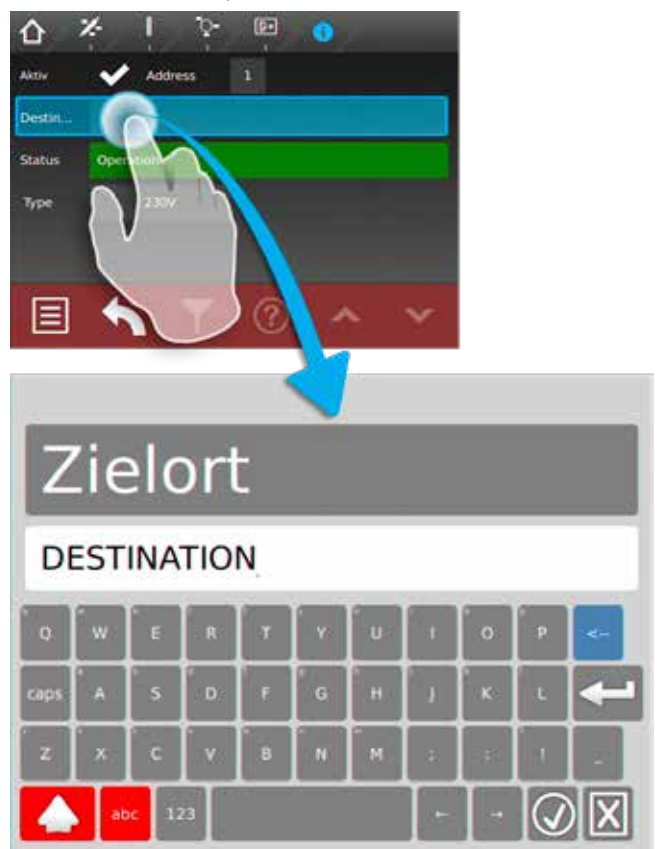 Aktiv Address 1
Destin...
Status Operation
Type 230V
Zielort
DESTINATION
Q W E R T Y U I O P <--
caps A S D F G H J K L
Z X C V B N M ; : ! _
abc 123 ← →